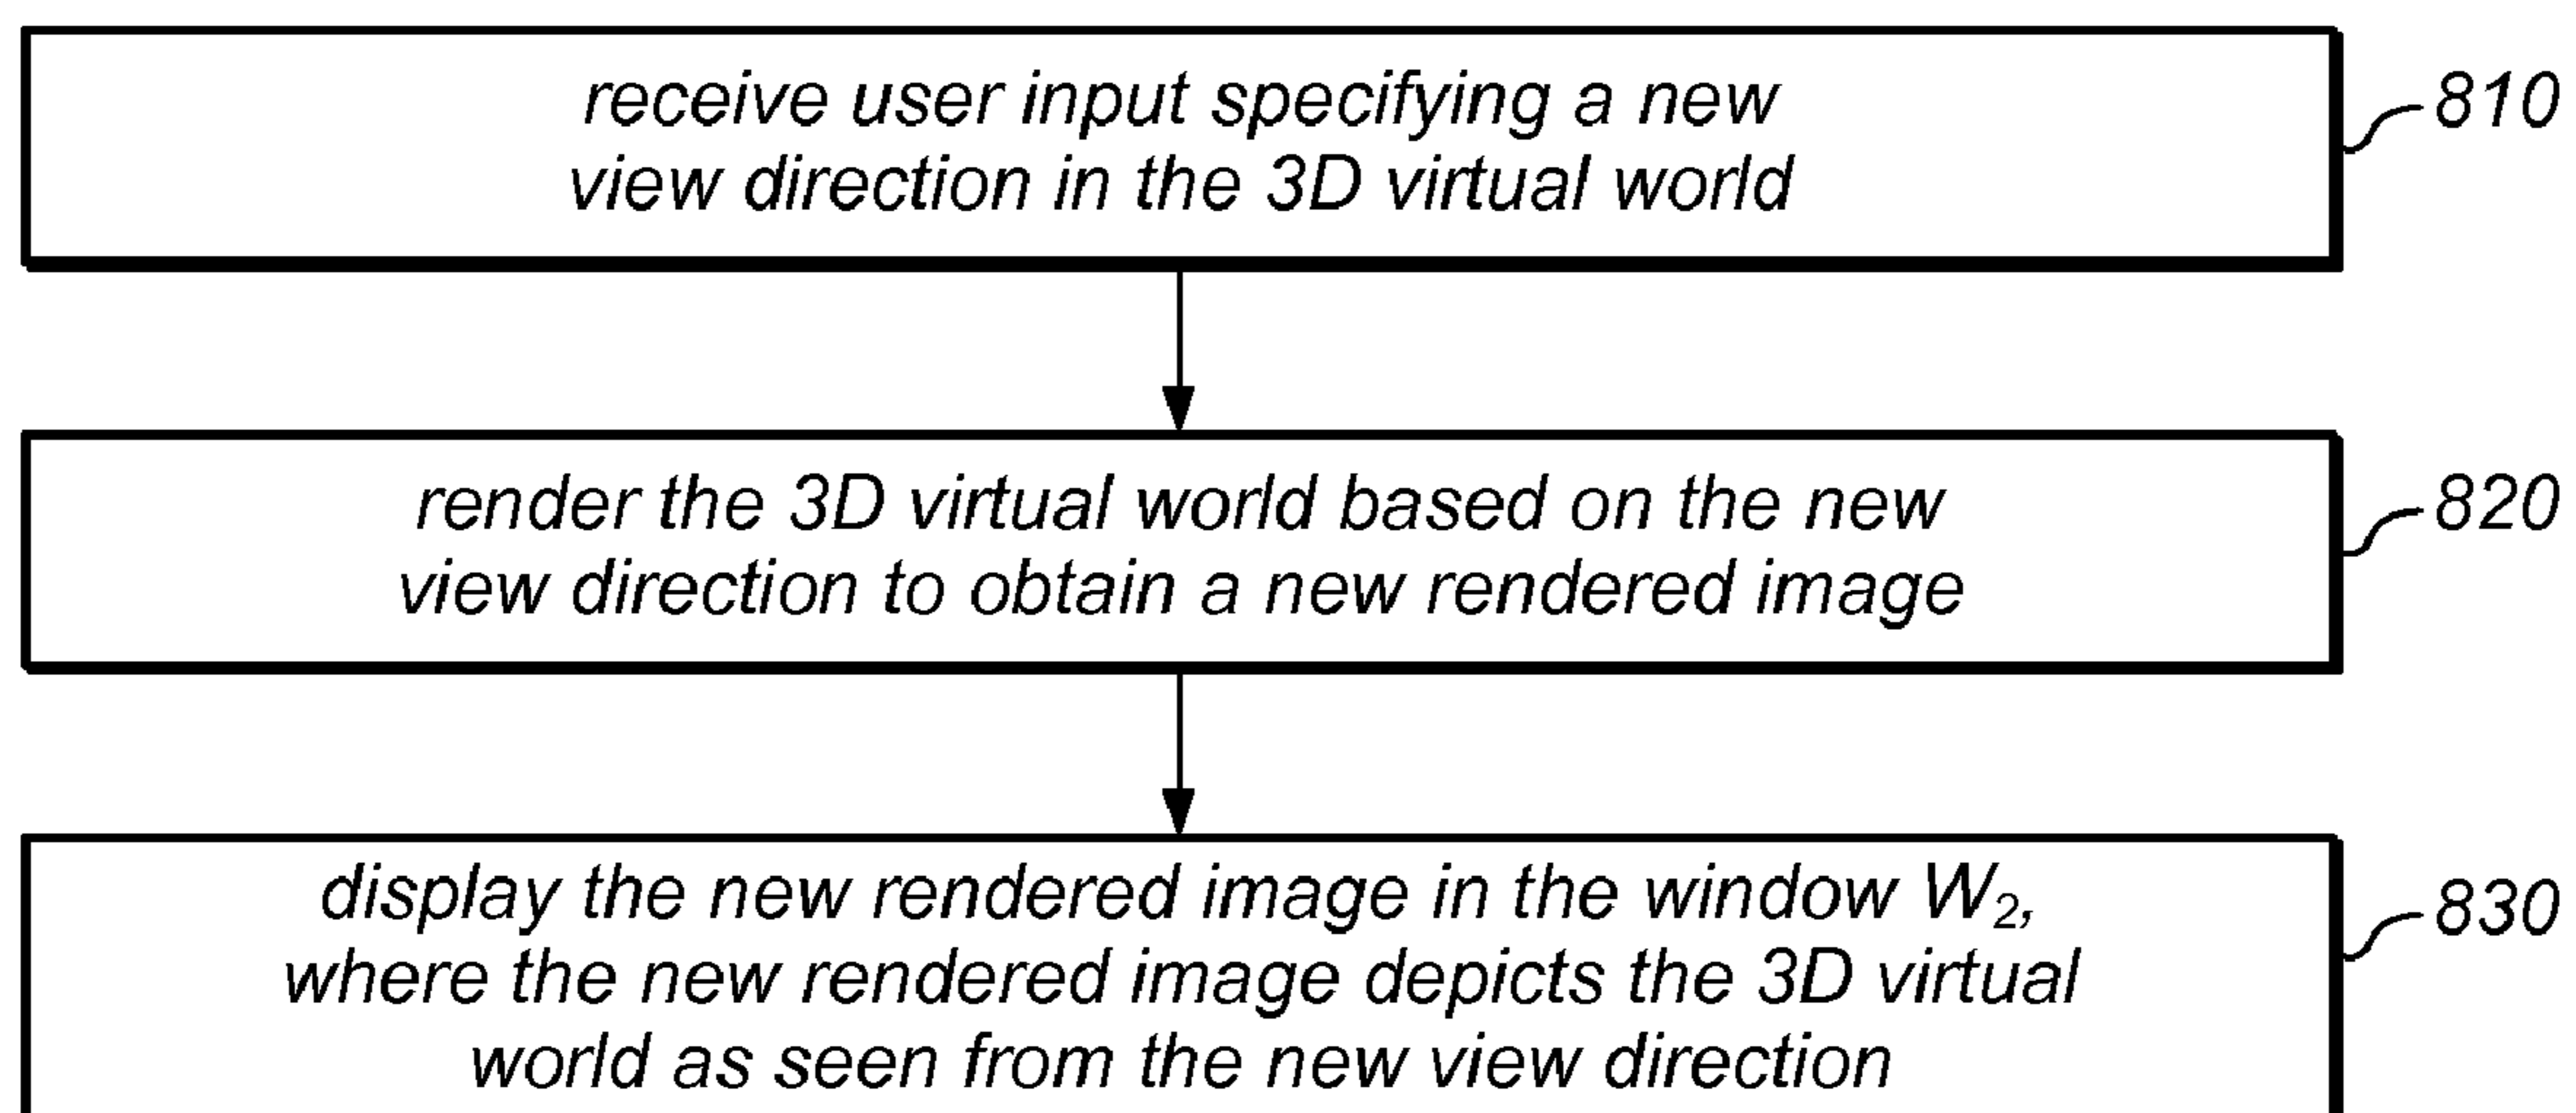 receive user input specifying a new
view direction in the 3D virtual world
810
render the 3D virtual world based on the new
view direction to obtain a new rendered image
820
display the new rendered image in the window W₂,
where the new rendered image depicts the 3D virtual
world as seen from the new view direction
830